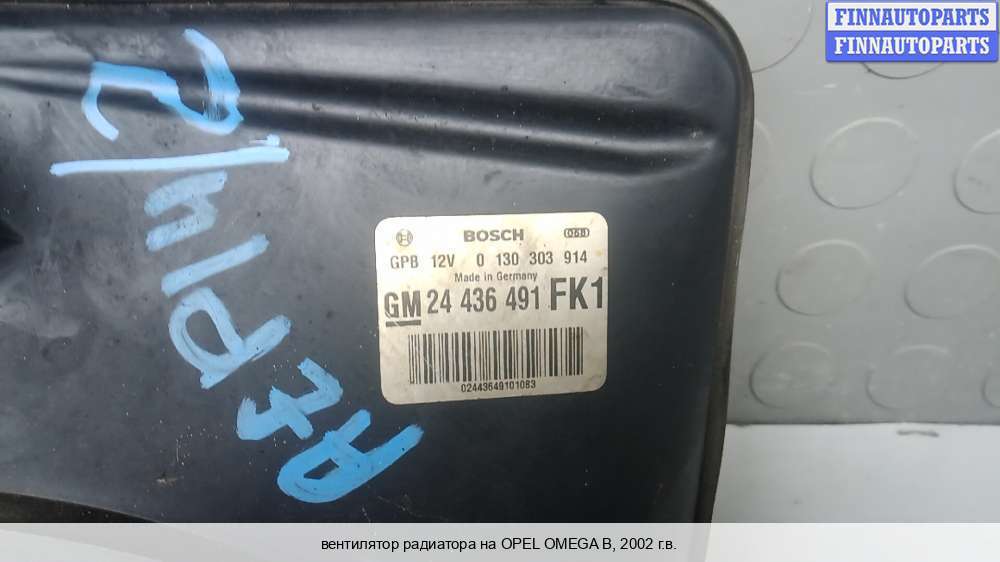 FINNAUTOPARTS
FINNAUTOPARTS
BOSCH
GPB 12V 0 130 303 914
Made in Germany
GM 24 436 491 FK1
02443649101083
вентилятор радиатора на OPEL OMEGA B, 2002 г.в.